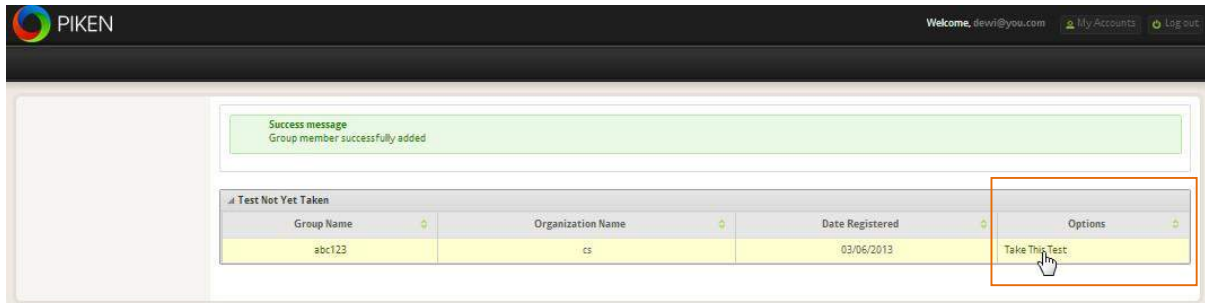 PIKEN
Welcome, dewi@you.com My Accounts Log out
Success message
Group member successfully added
Test Not Yet Taken
Group Name Organization Name Date Registered Options
abc123 cs 03/06/2013 Take This Test